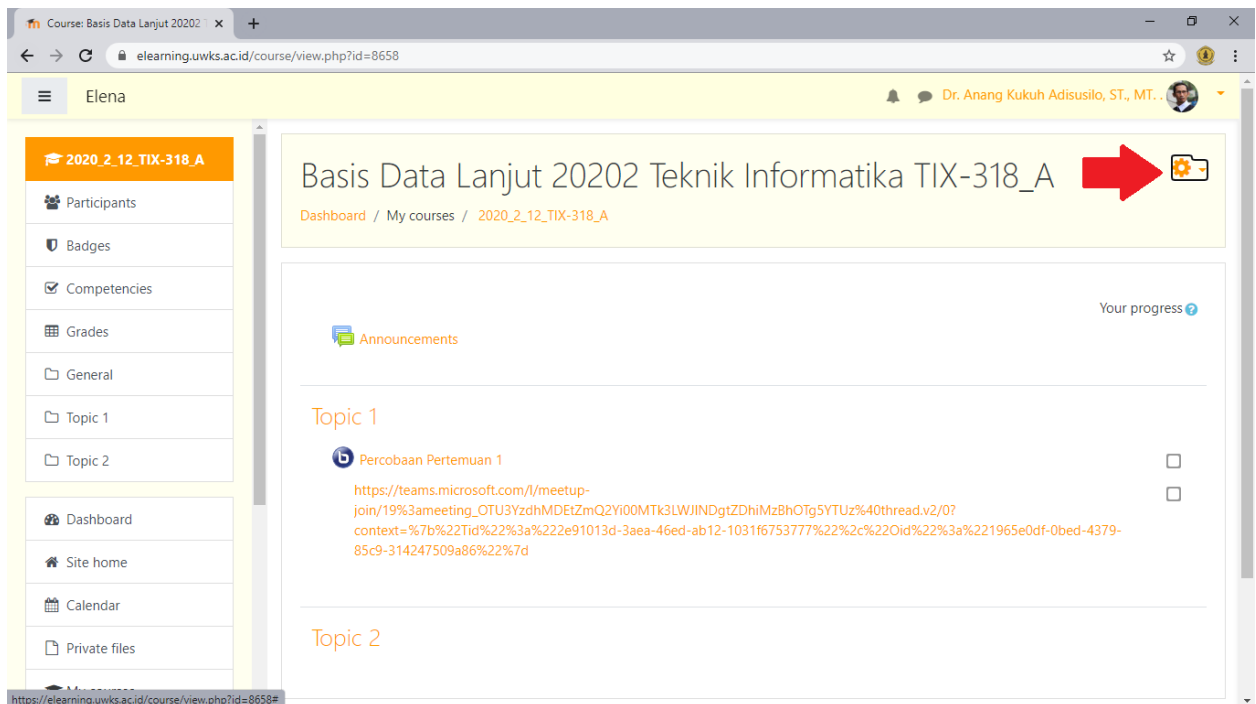 Course: Basis Data Lanjut 20202
elearning.uwks.ac.id/course/view.php?id=8658
Elena
Dr. Anang Kukuh Adisusilo, ST., MT. .
2020_2_12_TIX-318_A
Participants
Badges
Competencies
Grades
General
Topic 1
Topic 2
Dashboard
Site home
Calendar
Private files
My courses
Basis Data Lanjut 20202 Teknik Informatika TIX-318_A
Dashboard / My courses / 2020_2_12_TIX-318_A
Your progress
Announcements
Topic 1
Percobaan Pertemuan 1
https://teams.microsoft.com/l/meetup-
join/19%3ameeting_OTU3YzdhMDEtZmQ2Yi00MTk3LWJlNDgtZDhiMzBhOTg5YTUz%40thread.v2/0?
context=%7b%22Tid%22%3a%222e91013d-3aea-46ed-ab12-1031f6753777%22%2c%22Oid%22%3a%221965e0df-0bed-4379-
85c9-314247509a86%22%7d
Topic 2
https://elearning.uwks.ac.id/course/view.php?id=8658#